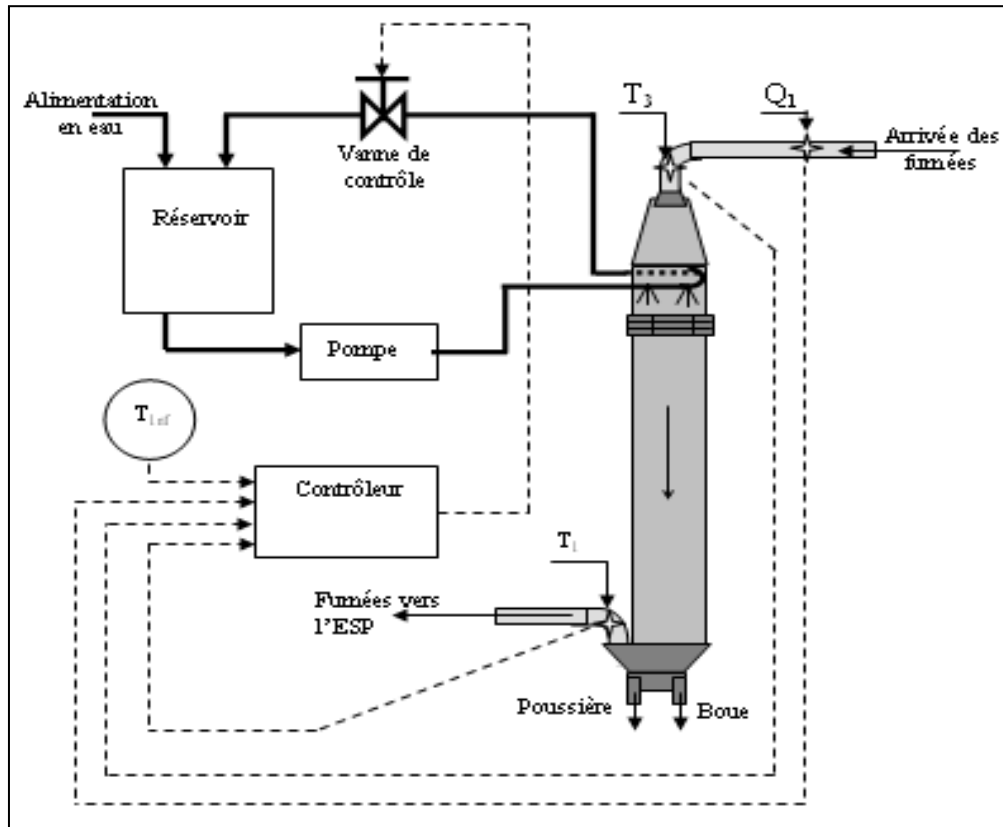 Alimentation
en eau
Vanne de
contrôle
T3
Q1
Arrivée des
fumées
Réservoir
Pompe
Contrôleur
T1
Fumées vers
l'ESP
Poussière
Boue